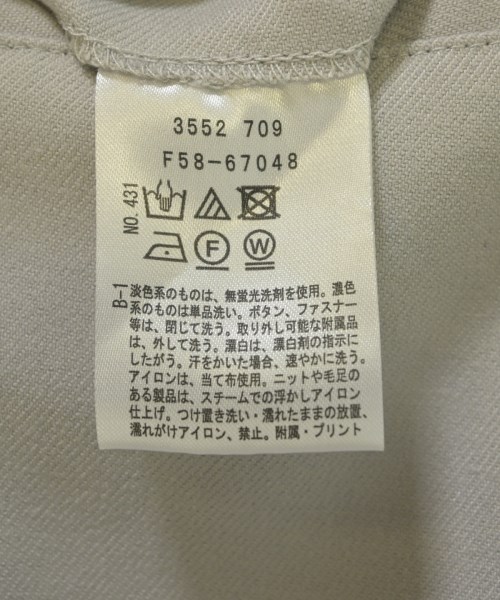 3552 709
F58-67048
NO. 431
F
W
B-1
淡色系のものは、無蛍光洗剤を使用。濃色
系のものは単品洗い。ボタン、ファスナー
等は、閉じて洗う。取り外し可能な附属品
は、外して洗う。漂白は、漂白剤の指示に
したがう。汗をかいた場合、速やかに洗う。
アイロンは、当て布使用。ニットや毛足の
ある製品は、スチームでの浮かしアイロン
仕上げ。つけ置き洗い・濡れたままの放置、
濡れがけアイロン、禁止。附属・プリント